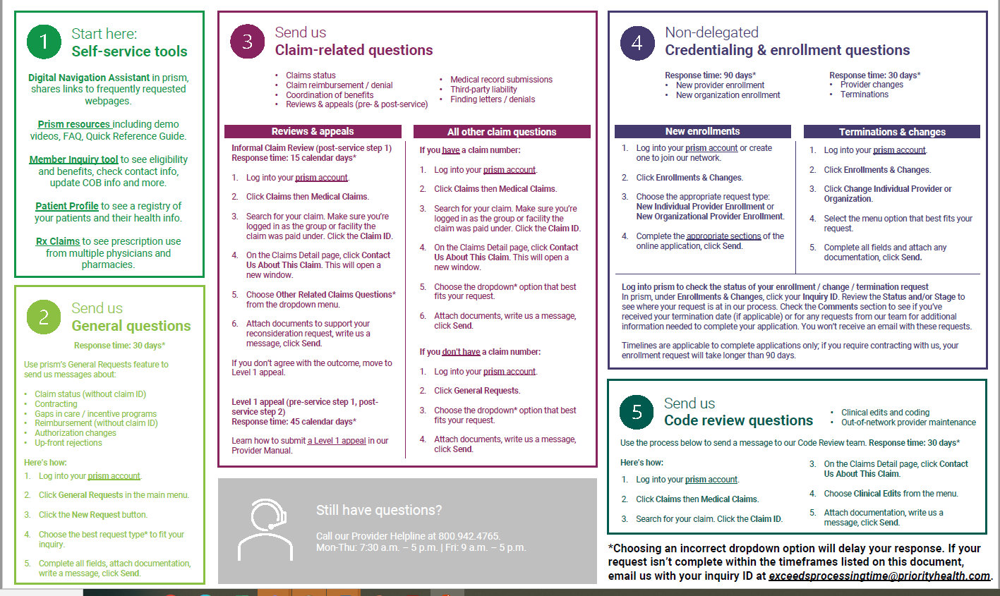 1
Start here:
Self-service tools
Digital Navigation Assistant in prism,
shares links to frequently requested
webpages.
Prism resources including demo
videos, FAQ, Quick Reference Guide.
Member Inquiry tool to see eligibility
and benefits, check contact info,
update COB info and more.
Patient Profile to see a registry of
your patients and their health info.
Rx Claims to see prescription use
from multiple physicians and
pharmacies.
2
Send us
General questions
Response time: 30 days*
Use prism's General Requests feature to
send us messages about:
• Claim status (without claim ID)
• Contracting
• Gaps in care / incentive programs
• Reimbursement (without claim ID)
• Authorization changes
• Up-front rejections
Here's how:
1. Log into your prism account.
2. Click General Requests in the main menu.
3. Click the New Request button.
4. Choose the best request type* to fit your
inquiry.
5. Complete all fields, attach documentation,
write a message, click Send.
3
Send us
Claim-related questions
• Claims status
• Claim reimbursement / denial
• Coordination of benefits
• Reviews & appeals (pre- & post-service)
• Medical record submissions
• Third-party liability
• Finding letters / denials
Reviews & appeals
Informal Claim Review (post-service step 1)
Response time: 15 calendar days*
1. Log into your prism account.
2. Click Claims then Medical Claims.
3. Search for your claim. Make sure you're
logged in as the group or facility the
claim was paid under. Click the Claim ID.
4. On the Claims Detail page, click Contact
Us About This Claim. This will open a
new window.
5. Choose Other Related Claims Questions*
from the dropdown menu.
6. Attach documents to support your
reconsideration request, write us a
message, click Send.
If you don't agree with the outcome, move to
Level 1 appeal.
Level 1 appeal (pre-service step 1, post-
service step 2)
Response time: 45 calendar days*
Learn how to submit a Level 1 appeal in our
Provider Manual.
All other claim questions
If you have a claim number:
1. Log into your prism account.
2. Click Claims then Medical Claims.
3. Search for your claim. Make sure you're
logged in as the group or facility the
claim was paid under. Click the Claim ID.
4. On the Claims Detail page, click Contact
Us About This Claim. This will open a
new window.
5. Choose the dropdown* option that best
fits your request.
6. Attach documents, write us a message,
click Send.
If you don't have a claim number:
1. Log into your prism account.
2. Click General Requests.
3. Choose the dropdown* option that best
fits your request.
4. Attach documents, write us a message,
click Send.
Still have questions?
Call our Provider Helpline at 800.942.4765.
Mon-Thu: 7:30 a.m. – 5 p.m. | Fri: 9 a.m. – 5 p.m.
4
Non-delegated
Credentialing & enrollment questions
Response time: 90 days*
• New provider enrollment
• New organization enrollment
Response time: 30 days*
• Provider changes
• Terminations
New enrollments
1. Log into your prism account or create
one to join our network.
2. Click Enrollments & Changes.
3. Choose the appropriate request type:
New Individual Provider Enrollment or
New Organizational Provider Enrollment.
4. Complete the appropriate sections of the
online application, click Send.
Terminations & changes
1. Log into your prism account.
2. Click Enrollments & Changes.
3. Click Change Individual Provider or
Organization.
4. Select the menu option that best fits your
request.
5. Complete all fields and attach any
documentation, click Send.
Log into prism to check the status of your enrollment / change / termination request
In prism, under Enrollments & Changes, click your Inquiry ID. Review the Status and/or Stage to
see where your request is at in our process. Check the Comments section to see if you've
received your termination date (if applicable) or for any requests from our team for additional
information needed to complete your application. You won't receive an email with these requests.
Timelines are applicable to complete applications only; if you require contracting with us, your
enrollment request will take longer than 90 days.
5
Send us
Code review questions
• Clinical edits and coding
• Out-of-network provider maintenance
Use the process below to send a message to our Code Review team. Response time: 30 days*
Here's how:
1. Log into your prism account.
2. Click Claims then Medical Claims.
3. Search for your claim. Click the Claim ID.
3. On the Claims Detail page, click Contact
Us About This Claim.
4. Choose Clinical Edits from the menu.
5. Attach documentation, write us a
message, click Send.
*Choosing an incorrect dropdown option will delay your response. If your
request isn't complete within the timeframes listed on this document,
email us with your inquiry ID at exceedsprocessingtime@priorityhealth.com.